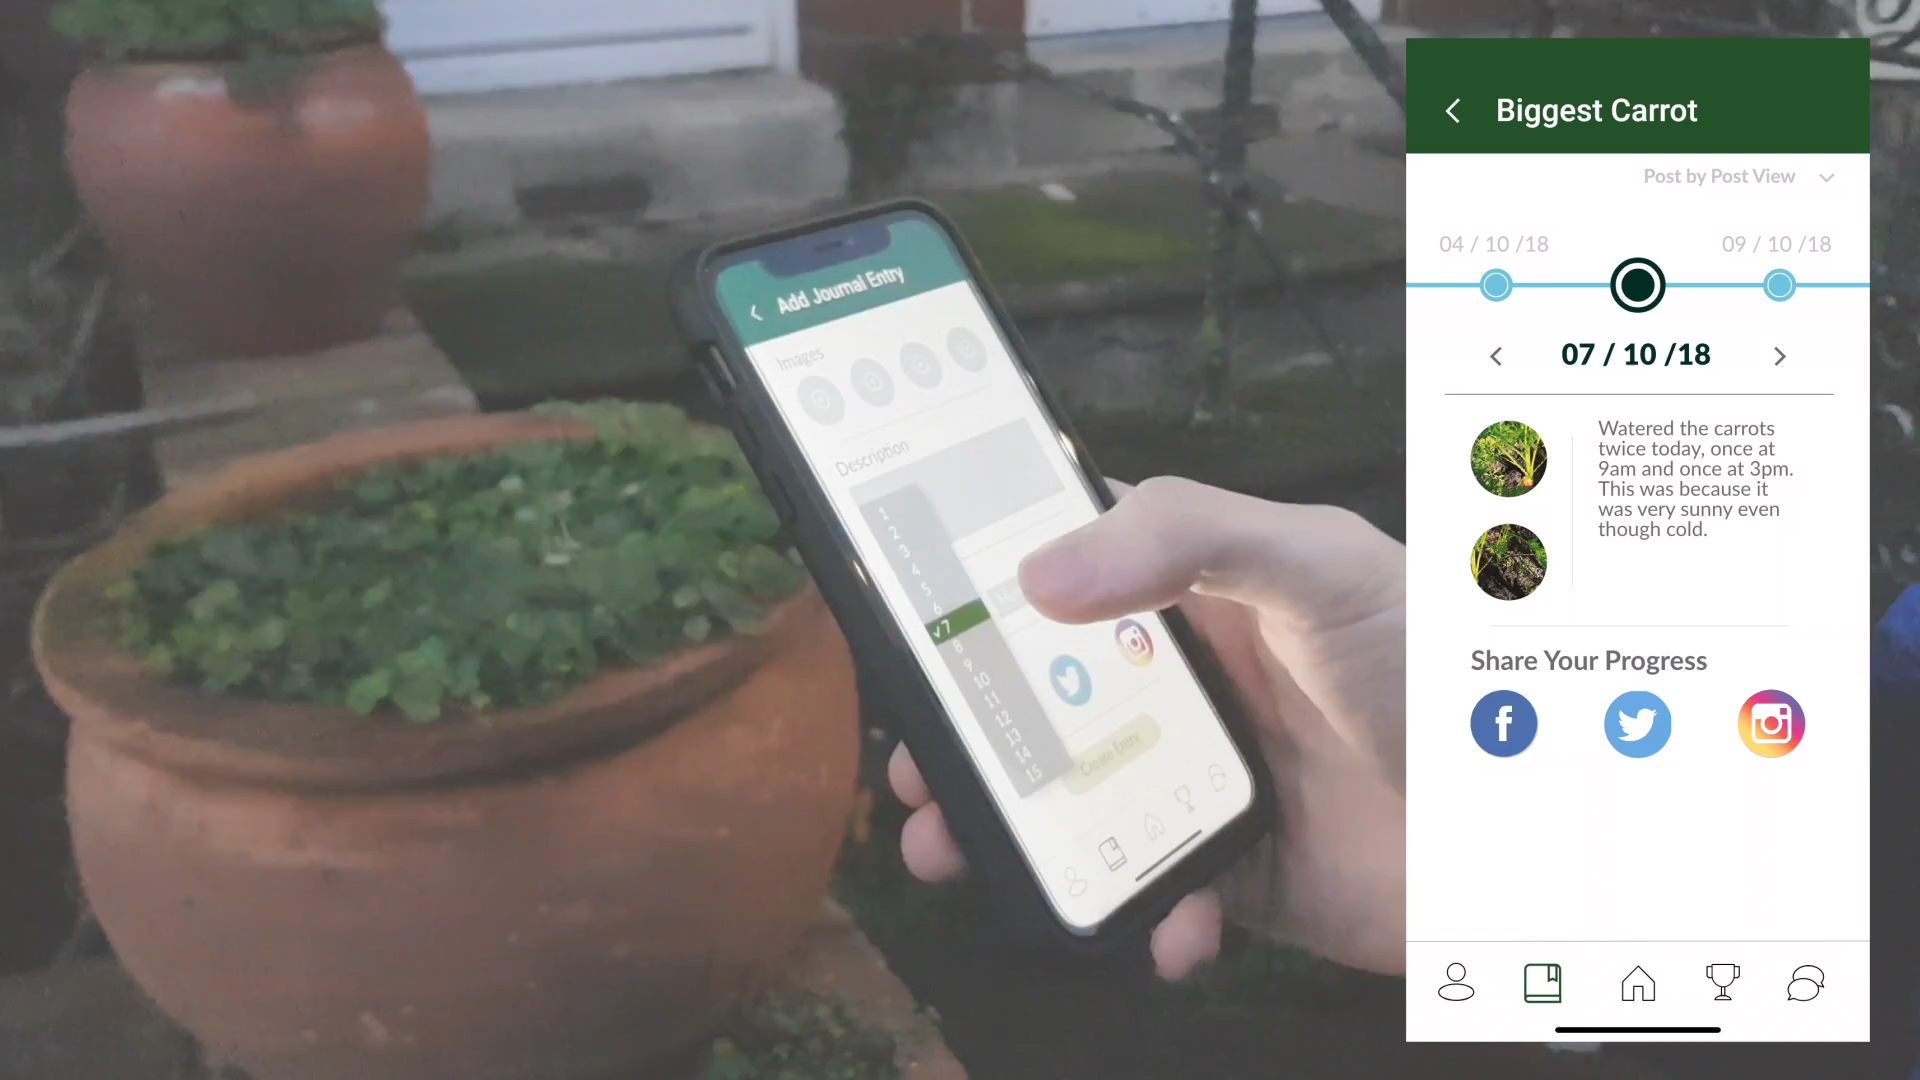 Add Journal Entry
Images
Description
1
2
3
4
5
6
✓7
8
9
10
11
12
13
14
15
Create Entry
Biggest Carrot
Post by Post View
04 / 10 /18
09 / 10 /18
07 / 10 /18
Watered the carrots
twice today, once at
9am and once at 3pm.
This was because it
was very sunny even
though cold.
Share Your Progress